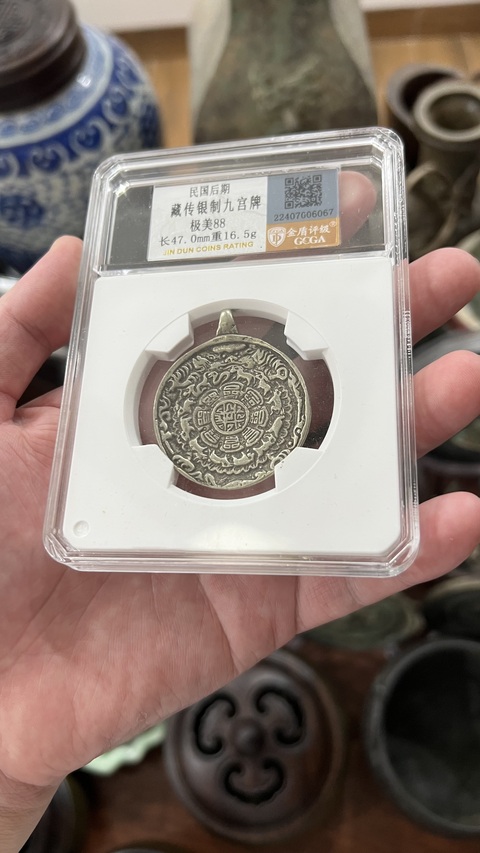 民国后期
藏传银制九宫牌
极美88
长47.0mm重16.5g
JIN DUN COINS RATING
22407606067
金盾评级
GCGA